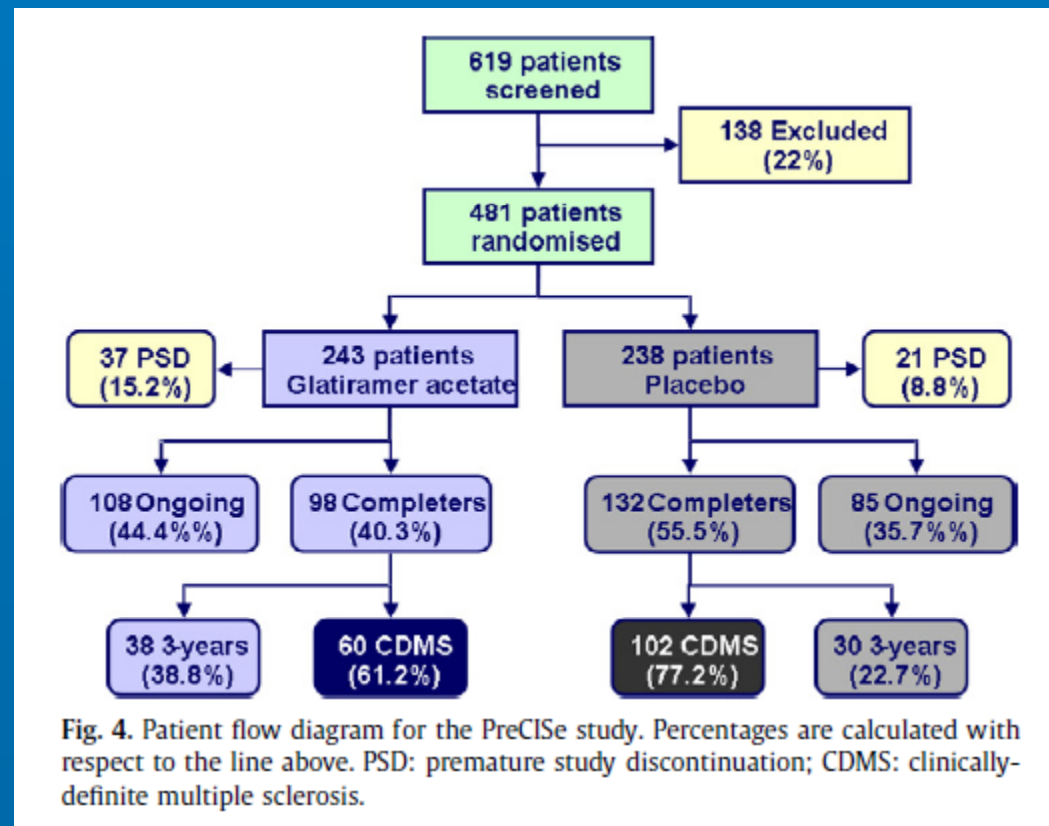 619 patients
screened
138 Excluded
(22%)
481 patients
randomised
37 PSD
(15.2%)
243 patients
Glatiramer acetate
238 patients
Placebo
21 PSD
(8.8%)
108 Ongoing
(44.4%%)
98 Completers
(40.3%)
132 Completers
(55.5%)
85 Ongoing
(35.7%%)
38 3-years
(38.8%)
60 CDMS
(61.2%)
102 CDMS
(77.2%)
30 3-years
(22.7%)
Fig. 4. Patient flow diagram for the PreCISe study. Percentages are calculated with
respect to the line above. PSD: premature study discontinuation; CDMS: clinically-
definite multiple sclerosis.